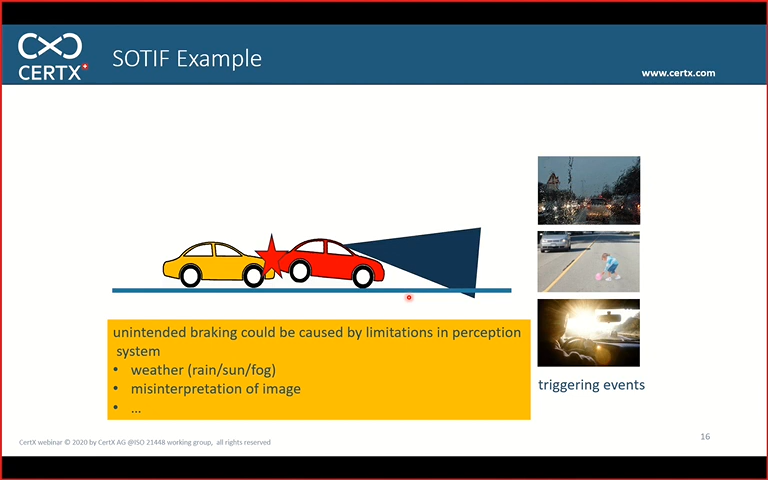 SOTIF Example
CERTX
www.certx.com
unintended braking could be caused by limitations in perception
system
• weather (rain/sun/fog)
• misinterpretation of image
• ...
triggering events
CertX webinar © 2020 by CertX AG @ISO 21448 working group, all rights reserved
16